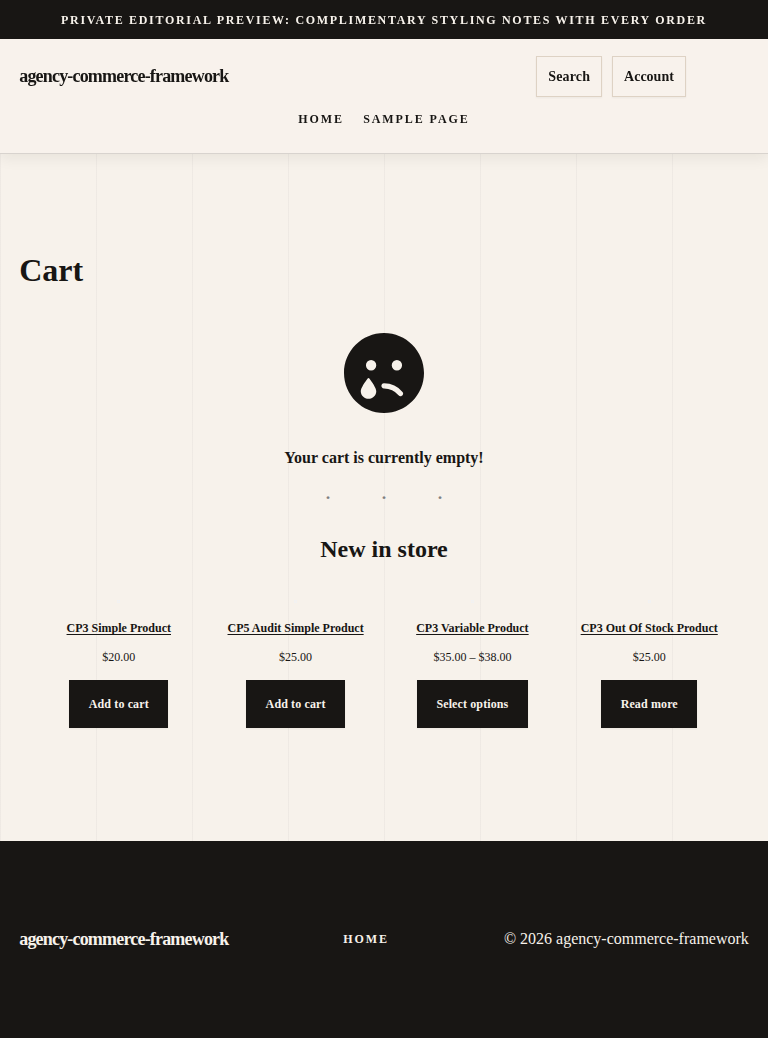 PRIVATE EDITORIAL PREVIEW: COMPLIMENTARY STYLING NOTES WITH EVERY ORDER
agency-commerce-framework
Search
Account
HOME
SAMPLE PAGE
Cart
Your cart is currently empty!
New in store
CP3 Simple Product
$20.00
Add to cart
CP5 Audit Simple Product
$25.00
Add to cart
CP3 Variable Product
$35.00 – $38.00
Select options
CP3 Out Of Stock Product
$25.00
Read more
agency-commerce-framework
HOME
© 2026 agency-commerce-framework